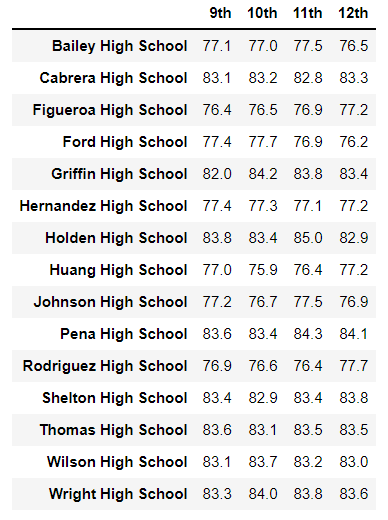 9th 10th 11th 12th
Bailey High School 77.1 77.0 77.5 76.5
Cabrera High School 83.1 83.2 82.8 83.3
Figueroa High School 76.4 76.5 76.9 77.2
Ford High School 77.4 77.7 76.9 76.2
Griffin High School 82.0 84.2 83.8 83.4
Hernandez High School 77.4 77.3 77.1 77.2
Holden High School 83.8 83.4 85.0 82.9
Huang High School 77.0 75.9 76.4 77.2
Johnson High School 77.2 76.7 77.5 76.9
Pena High School 83.6 83.4 84.3 84.1
Rodriguez High School 76.9 76.6 76.4 77.7
Shelton High School 83.4 82.9 83.4 83.8
Thomas High School 83.6 83.1 83.5 83.5
Wilson High School 83.1 83.7 83.2 83.0
Wright High School 83.3 84.0 83.8 83.6